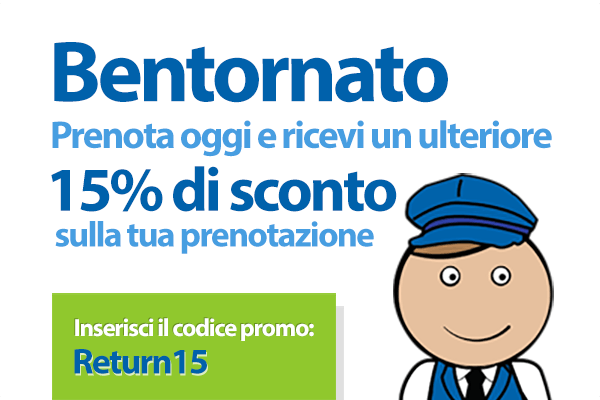 Bentornato
Prenota oggi e ricevi un ulteriore
15% di sconto
sulla tua prenotazione
Inserisci il codice promo:
Return15